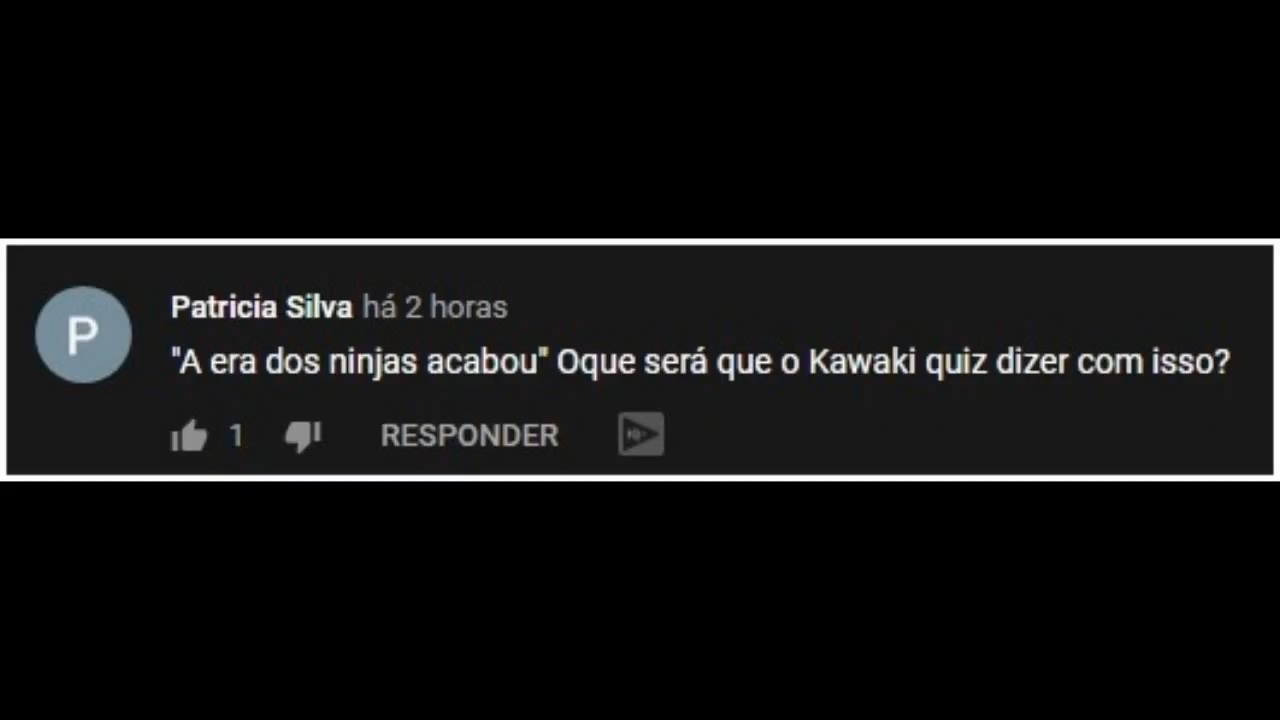 P
Patricia Silva há 2 horas
"A era dos ninjas acabou" Oque será que o Kawaki quiz dizer com isso?
1 RESPONDER